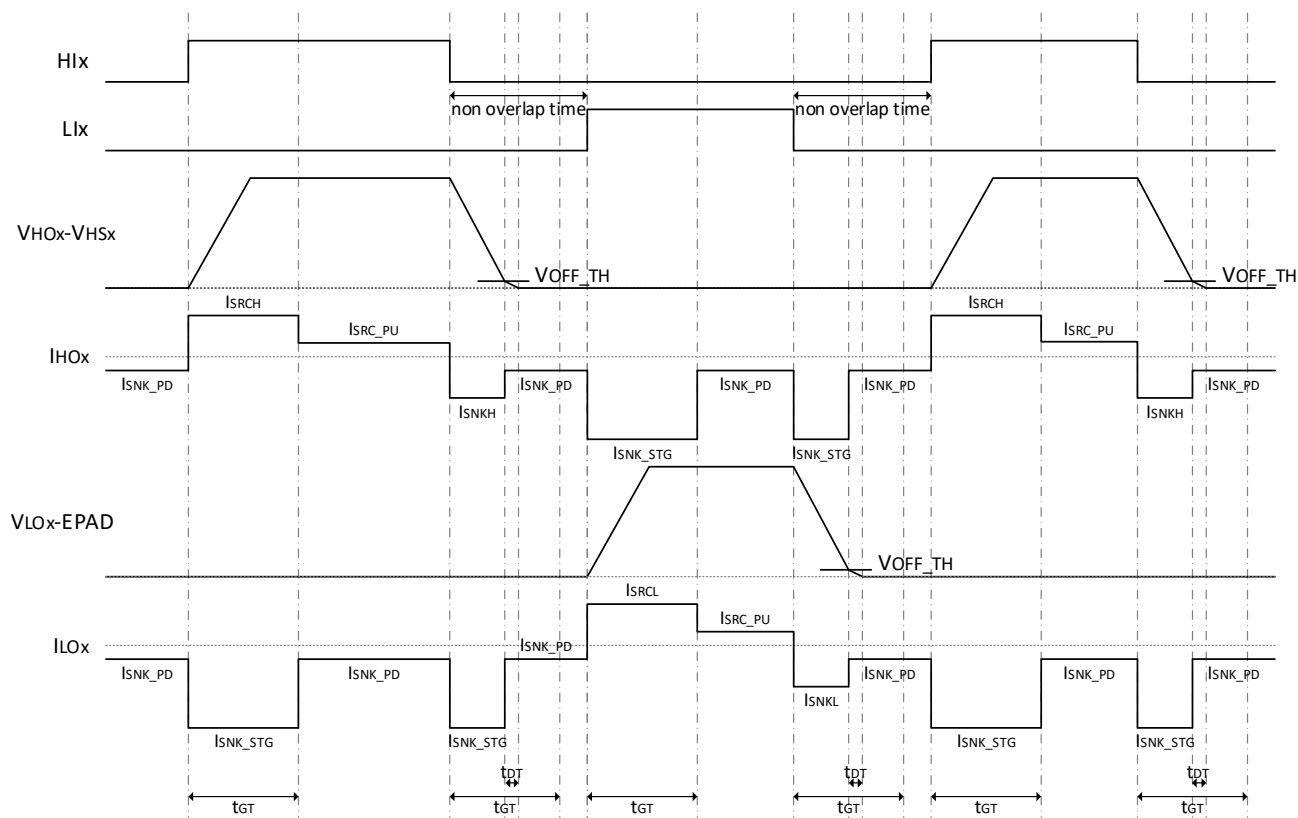 HIx
non overlap time
non overlap time
LIx
VHOx-VHSx
VOFF_TH
VOFF_TH
ISRCH
ISRCH
ISRC_PU
ISRC_PU
IHOx
ISNK_PD
ISNK_PD
ISNK_PD
ISNK_PD
ISNK_PD
ISNKH
ISNKH
ISNK_STG
ISNK_STG
VLOx-EPAD
VOFF_TH
ISRCL
ISRC_PU
ILOx
ISNK_PD
ISNK_PD
ISNK_PD
ISNK_PD
ISNK_PD
ISNK_PD
ISNKL
ISNK_STG
ISNK_STG
ISNK_STG
ISNK_STG
tDT
tDT
tDT
tGT
tGT
tGT
tGT
tGT
tGT